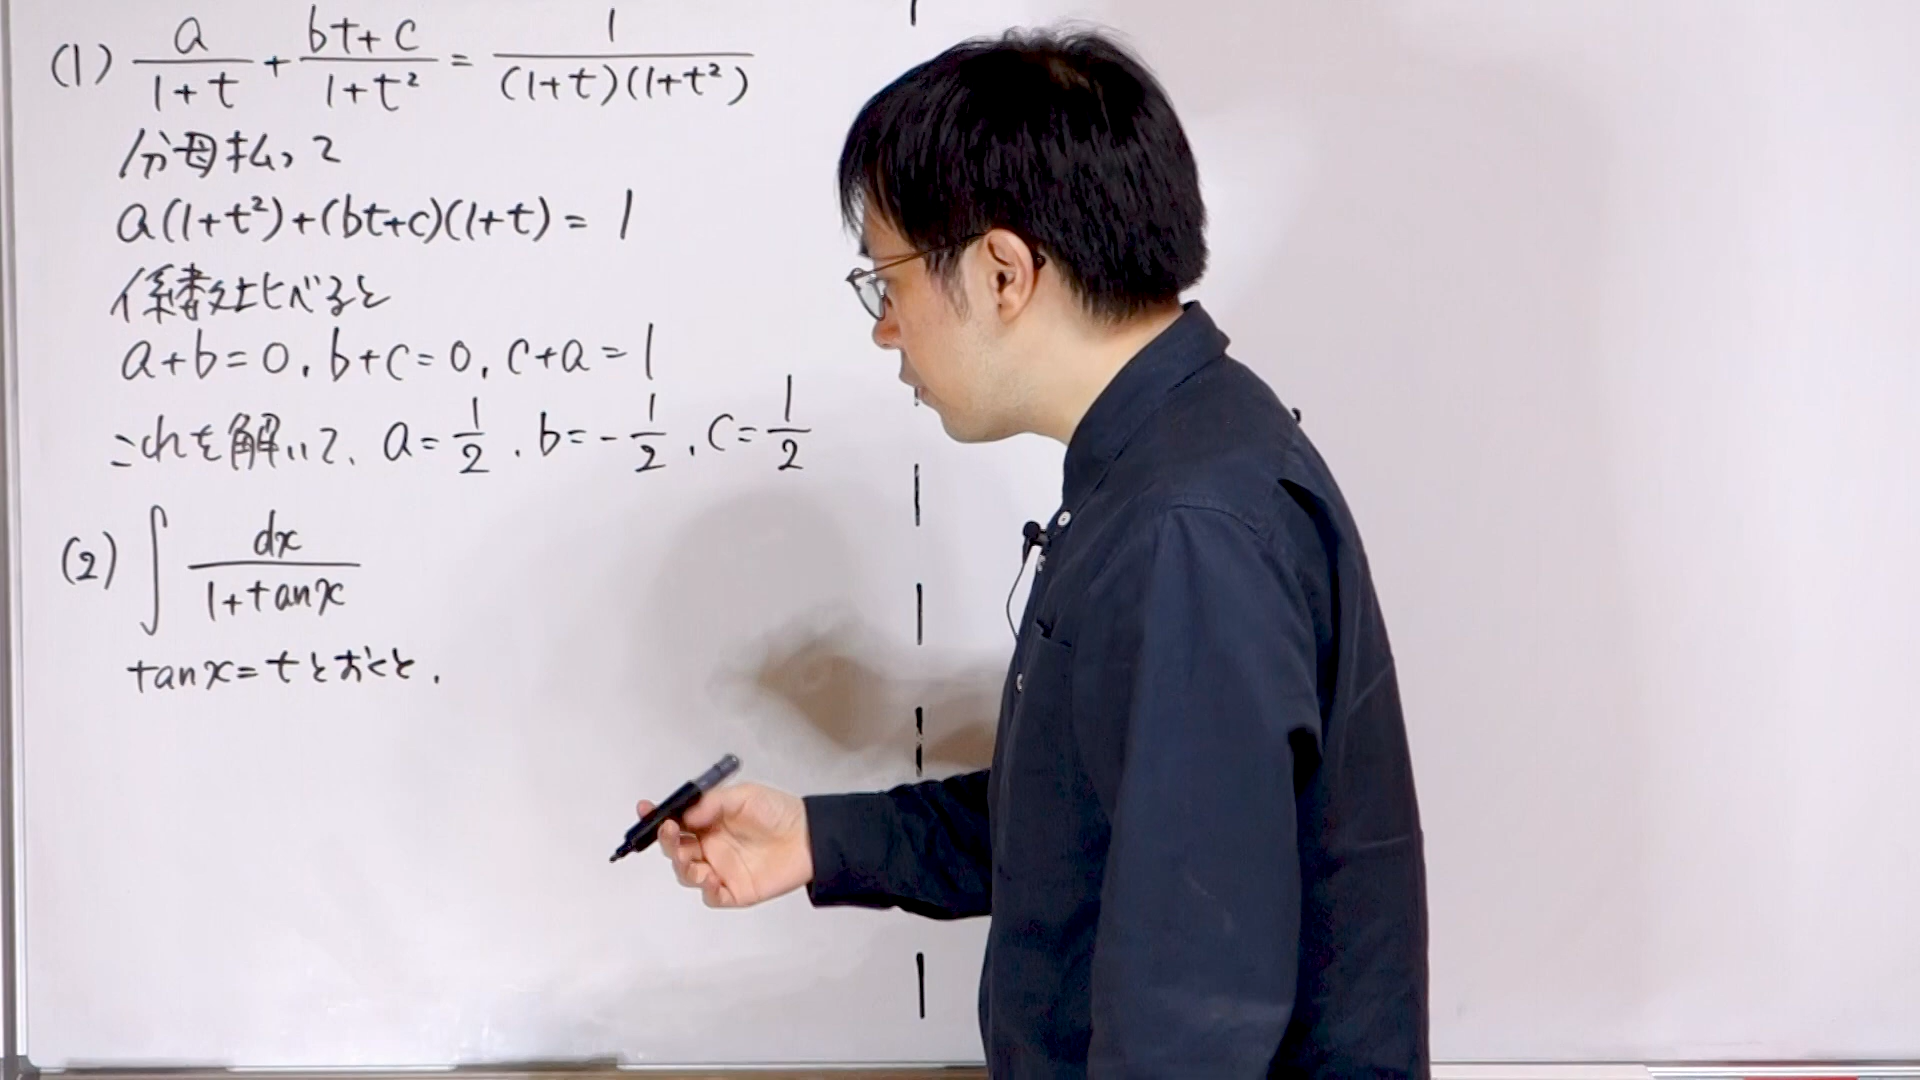 (1) a/(1+t) + (bt+c)/(1+t²) = 1/((1+t)(1+t²))
分母払って
a(1+t²)+(bt+c)(1+t) = 1
係数比べると
a+b=0, b+c=0, c+a=1
これを解いて, a=1/2, b=-1/2, c=1/2
(2) ∫ dx/(1+tanx)
tanx=tとおくと,